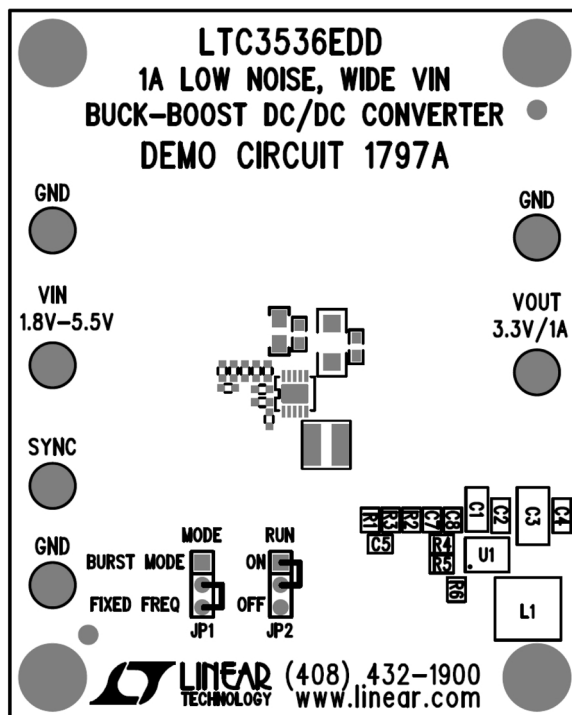 LTC3536EDD
1A LOW NOISE, WIDE VIN
BUCK-BOOST DC/DC CONVERTER
DEMO CIRCUIT 1797A
GND
GND
VIN
1.8V-5.5V
VOUT
3.3V/1A
SYNC
GND
MODE
RUN
BURST MODE
ON
FIXED FREQ
OFF
JP1
JP2
R1
R3
R2
C7
C8
C1
C2
C3
C4
C5
R4
R5
U1
R6
L1
LINEAR
TECHNOLOGY
(408) 432-1900
www.linear.com